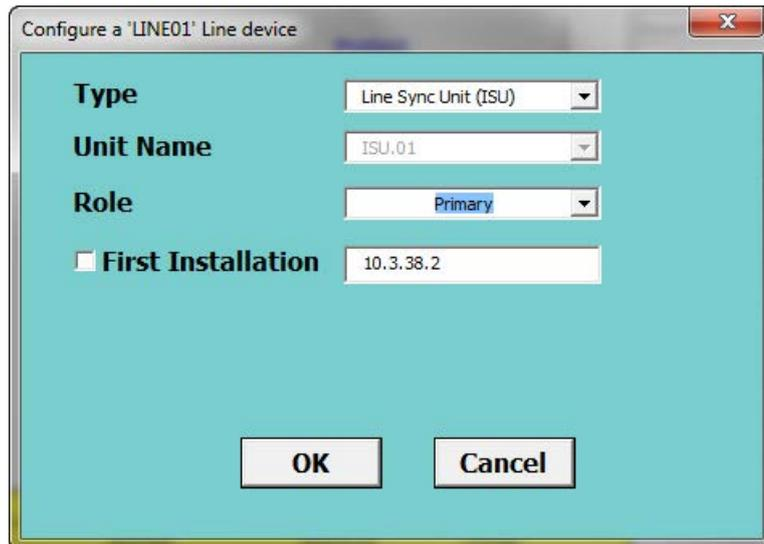 Configure a 'LINE01' Line device
Type
Line Sync Unit (ISU)
Unit Name
ISU.01
Role
Primary
First Installation
10.3.38.2
OK
Cancel